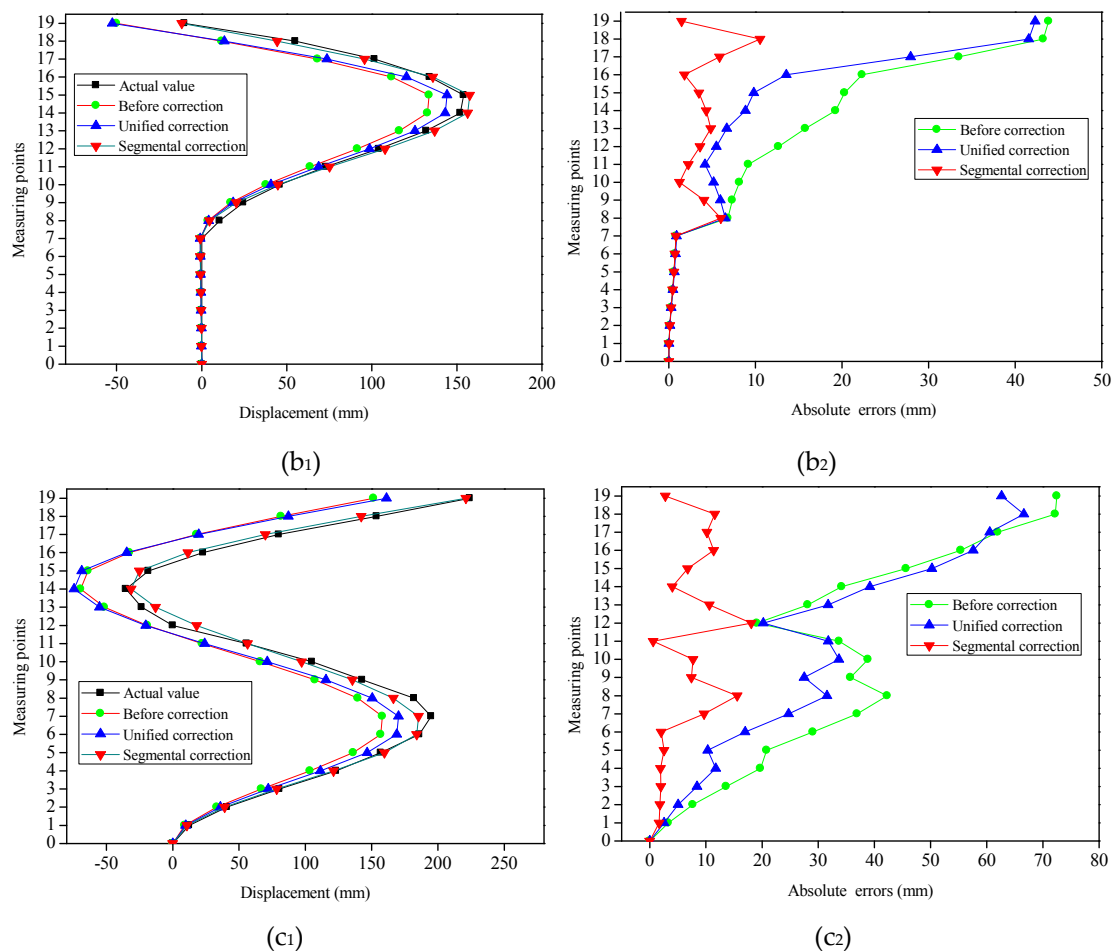 19
18
17
16
15
14
13
12
11
10
9
8
7
6
5
4
3
2
1
0
Measuring points
Actual value
Before correction
Unified correction
Segmental correction
-50 0 50 100 150 200
Displacement (mm)
(b1)
19
18
17
16
15
14
13
12
11
10
9
8
7
6
5
4
3
2
1
0
Measuring points
Before correction
Unified correction
Segmental correction
0 10 20 30 40 50
Absolute errors (mm)
(b2)
19
18
17
16
15
14
13
12
11
10
9
8
7
6
5
4
3
2
1
0
Measuring points
Actual value
Before correction
Unified correction
Segmental correction
-50 0 50 100 150 200 250
Displacement (mm)
(c1)
19
18
17
16
15
14
13
12
11
10
9
8
7
6
5
4
3
2
1
0
Measuring points
Before correction
Unified correction
Segmental correction
0 10 20 30 40 50 60 70 80
Absolute errors (mm)
(c2)